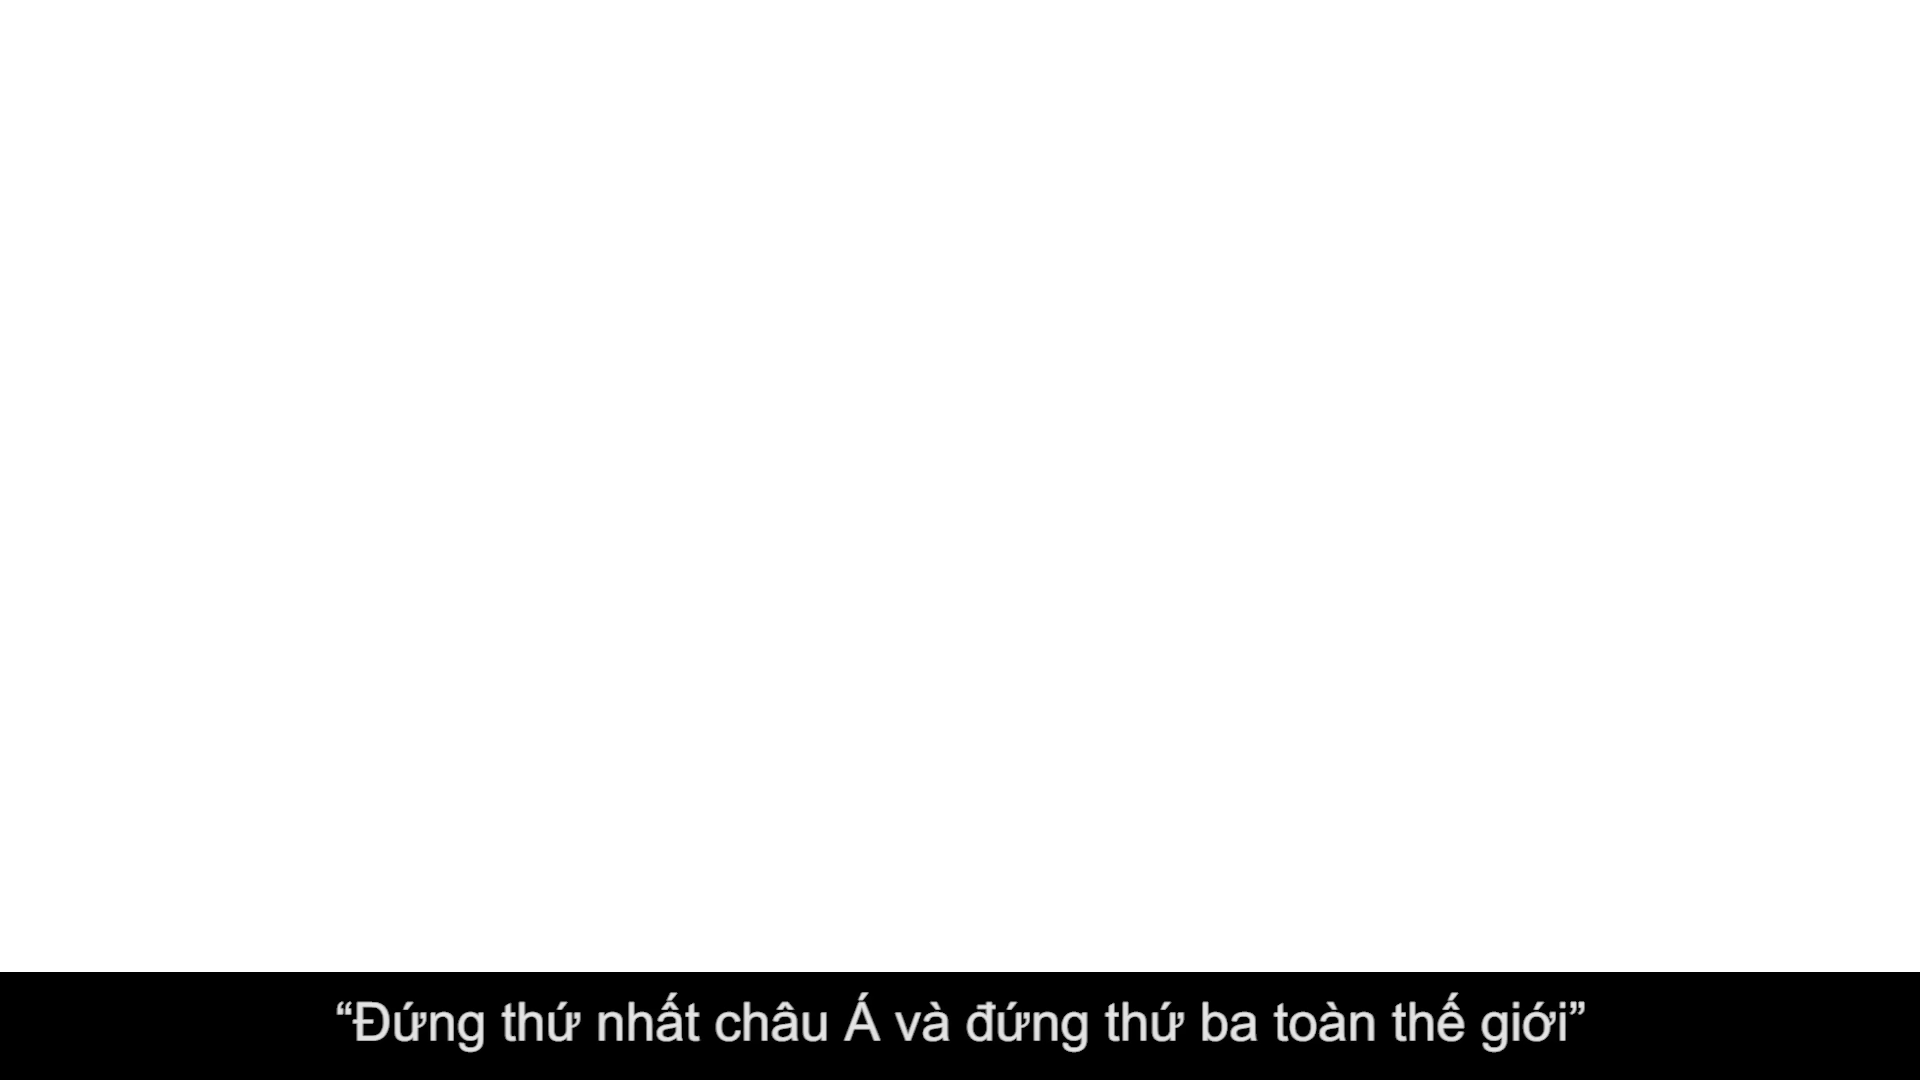 “Đứng thứ nhất châu Á và đứng thứ ba toàn thế giới”